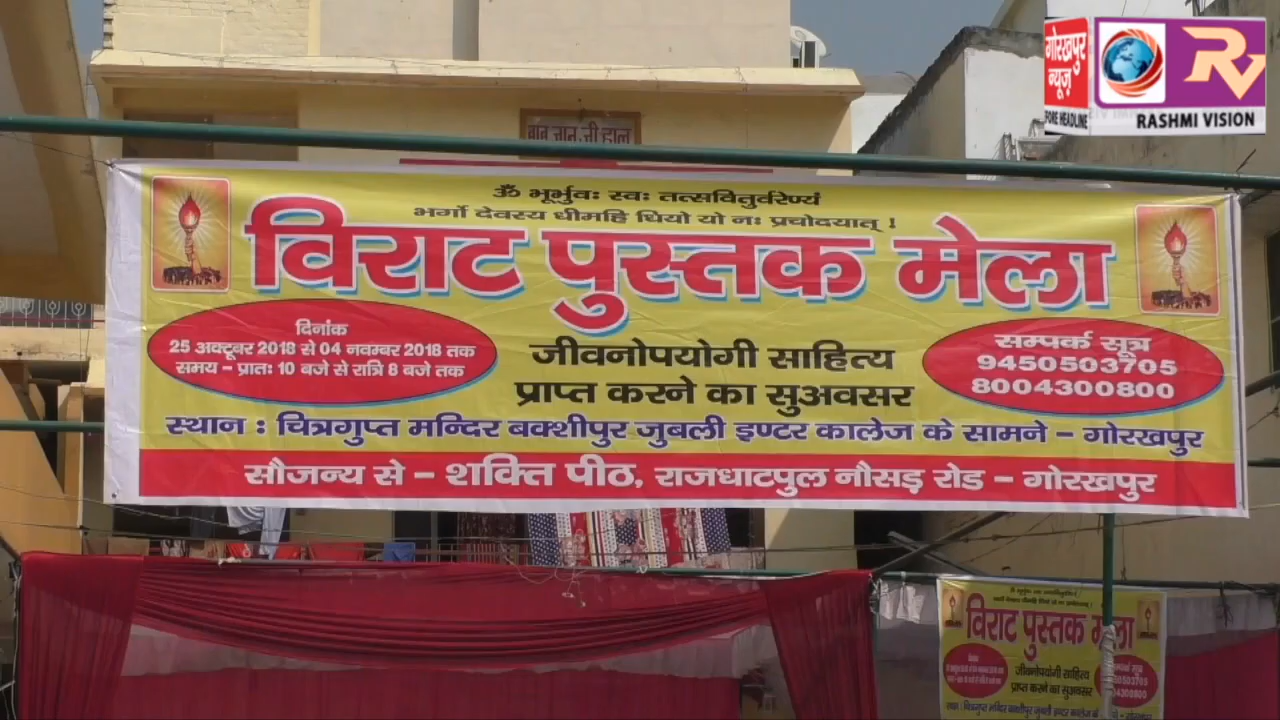 गोरखपुर
न्यूज़
RV
RASHMI VISION
ॐ भूर्भुवः स्वः तत्सवितुर्वरेण्यं
भर्गो देवस्य धीमहि धियो यो नः प्रचोदयात् !
विराट पुस्तक मेला
दिनांक
25 अक्टूबर 2018 से 04 नवम्बर 2018 तक
समय - प्रातः 10 बजे से रात्रि 8 बजे तक
जीवनोपयोगी साहित्य
प्राप्त करने का सुअवसर
सम्पर्क सूत्र
9450503705
8004300800
स्थान : चित्रगुप्त मन्दिर बक्शीपुर जुबली इण्टर कालेज के सामने - गोरखपुर
सौजन्य से - शक्ति पीठ, राजधाटपुल नौसड़ रोड - गोरखपुर
विराट पुस्तक मेला
जीवनोपयोगी साहित्य
प्राप्त करने का सुअवसर